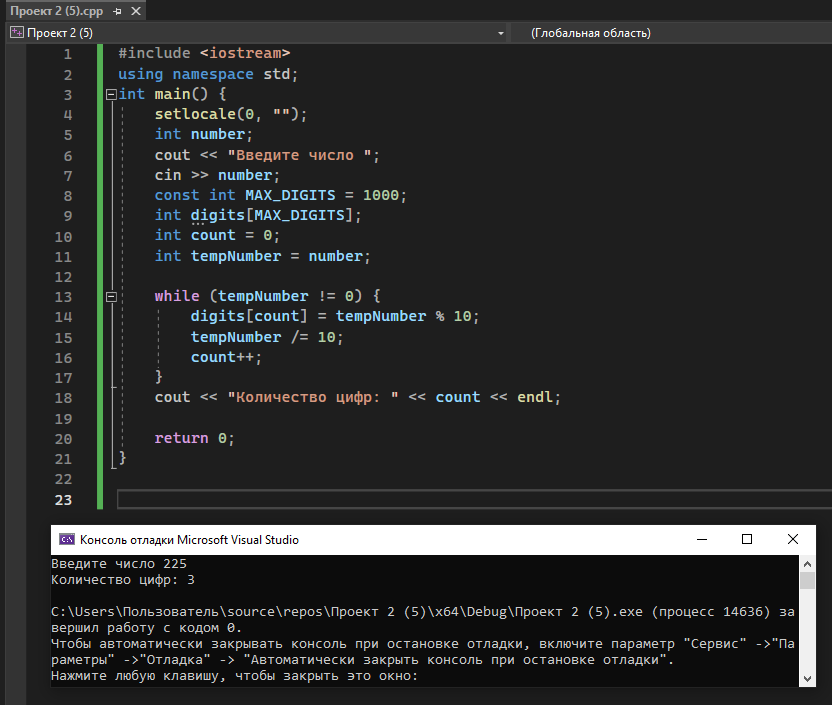 Проект 2 (5).cpp
Проект 2 (5) (Глобальная область)
1 #include <iostream>
2 using namespace std;
3 int main() {
4 setlocale(0, "");
5 int number;
6 cout << "Введите число ";
7 cin >> number;
8 const int MAX_DIGITS = 1000;
9 int digits[MAX_DIGITS];
10 int count = 0;
11 int tempNumber = number;
12
13 while (tempNumber != 0) {
14 digits[count] = tempNumber % 10;
15 tempNumber /= 10;
16 count++;
17 }
18 cout << "Количество цифр: " << count << endl;
19
20 return 0;
21 }
22
23
Консоль отладки Microsoft Visual Studio
Введите число 225
Количество цифр: 3
C:\Users\Пользователь\source\repos\Проект 2 (5)\x64\Debug\Проект 2 (5).exe (процесс 14636) за
вершил работу с кодом 0.
Чтобы автоматически закрывать консоль при остановке отладки, включите параметр "Сервис" ->"Па
раметры" ->"Отладка" -> "Автоматически закрыть консоль при остановке отладки".
Нажмите любую клавишу, чтобы закрыть это окно: